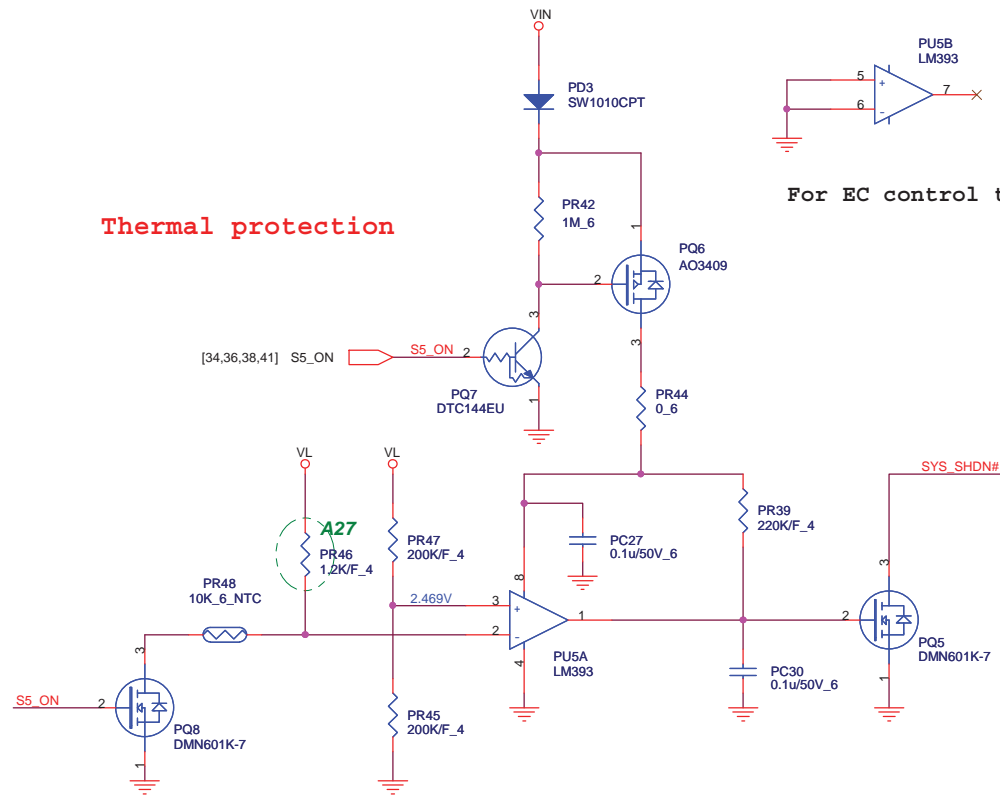 VIN
PU5B
LM393
5
+
7
6
-
PD3
SW1010CPT
For EC control t
Thermal protection
PR42
1M_6
1
PQ6
AO3409
2
3
3
[34,36,38,41] S5_ON
S5_ON
2
PQ7
DTC144EU
1
PR44
0_6
VL
VL
SYS_SHDN#
A27
PR46
1.2K/F_4
PR47
200K/F_4
PC27
0.1u/50V_6
PR39
220K/F_4
PR48
10K_6_NTC
2.469V
3
+
8
1
2
-
4
PU5A
LM393
3
2
PQ5
DMN601K-7
1
PC30
0.1u/50V_6
3
S5_ON
2
PQ8
DMN601K-7
1
PR45
200K/F_4